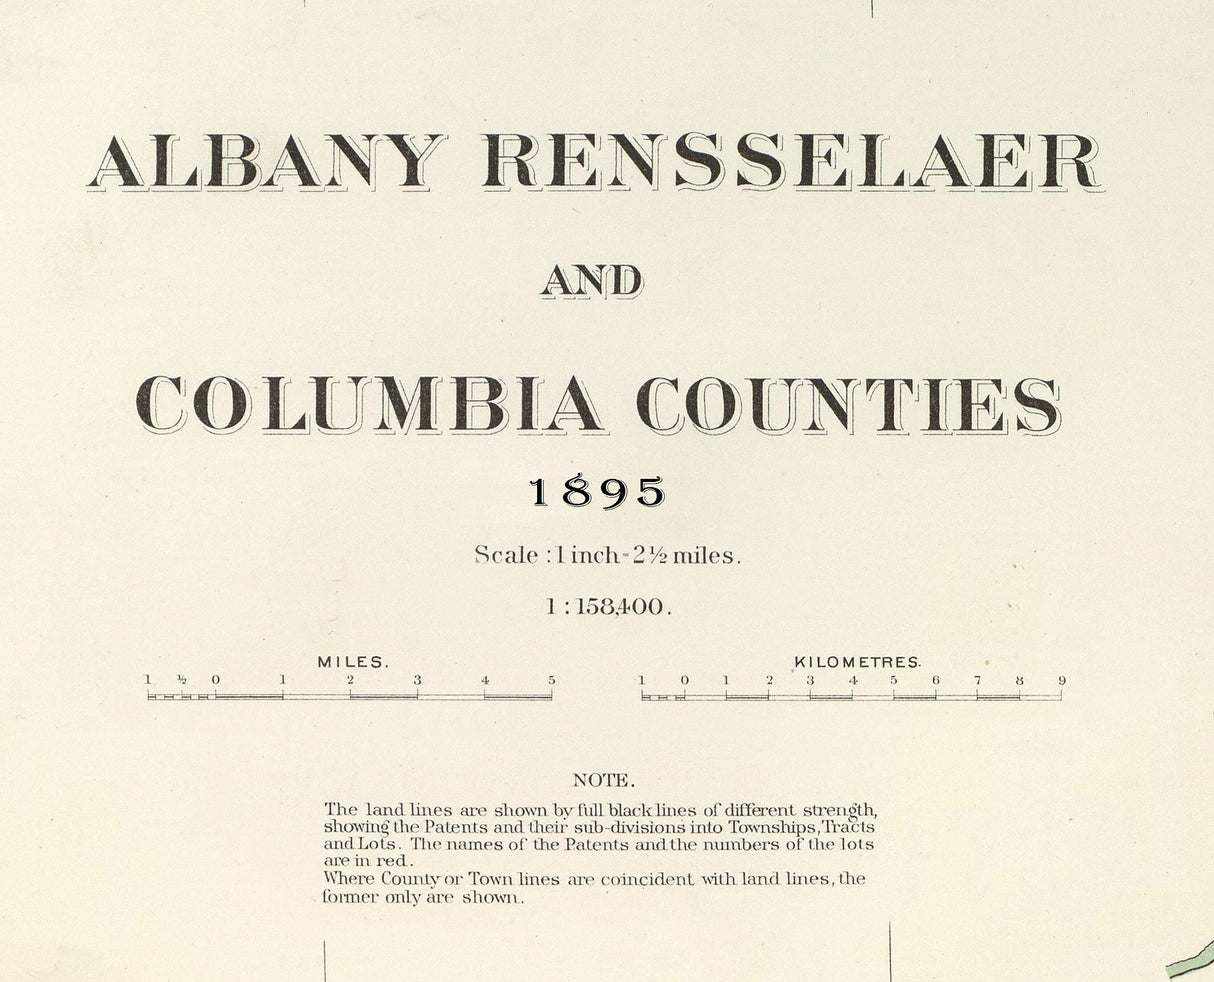 ALBANY RENSSELAER
AND
COLUMBIA COUNTIES
1895
Scale : 1 inch = 2½ miles.
1 : 158,400.
MILES.
1 ½ 0 1 2 3 4 5
KILOMETRES.
1 0 1 2 3 4 5 6 7 8 9
NOTE.
The land lines are shown by full black lines of different strength,
showing the Patents and their sub-divisions into Townships, Tracts
and Lots. The names of the Patents and the numbers of the lots
are in red.
Where County or Town lines are coincident with land lines, the
former only are shown.